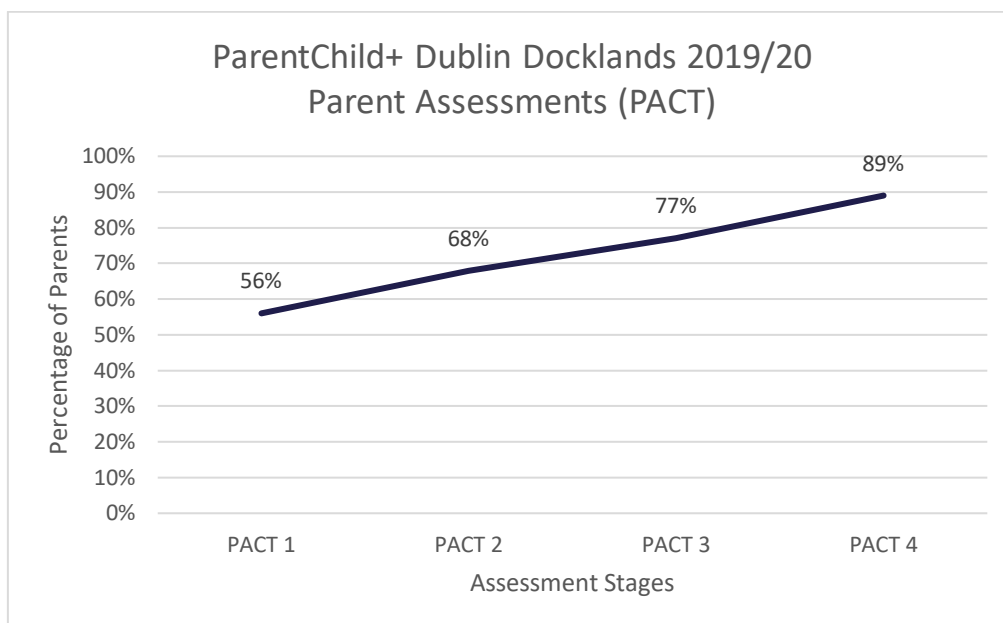 ParentChild+ Dublin Docklands 2019/20
Parent Assessments (PACT)
100%
90%
80%
70%
60%
50%
40%
30%
20%
10%
0%
Percentage of Parents
56%
68%
77%
89%
PACT 1
PACT 2
PACT 3
PACT 4
Assessment Stages